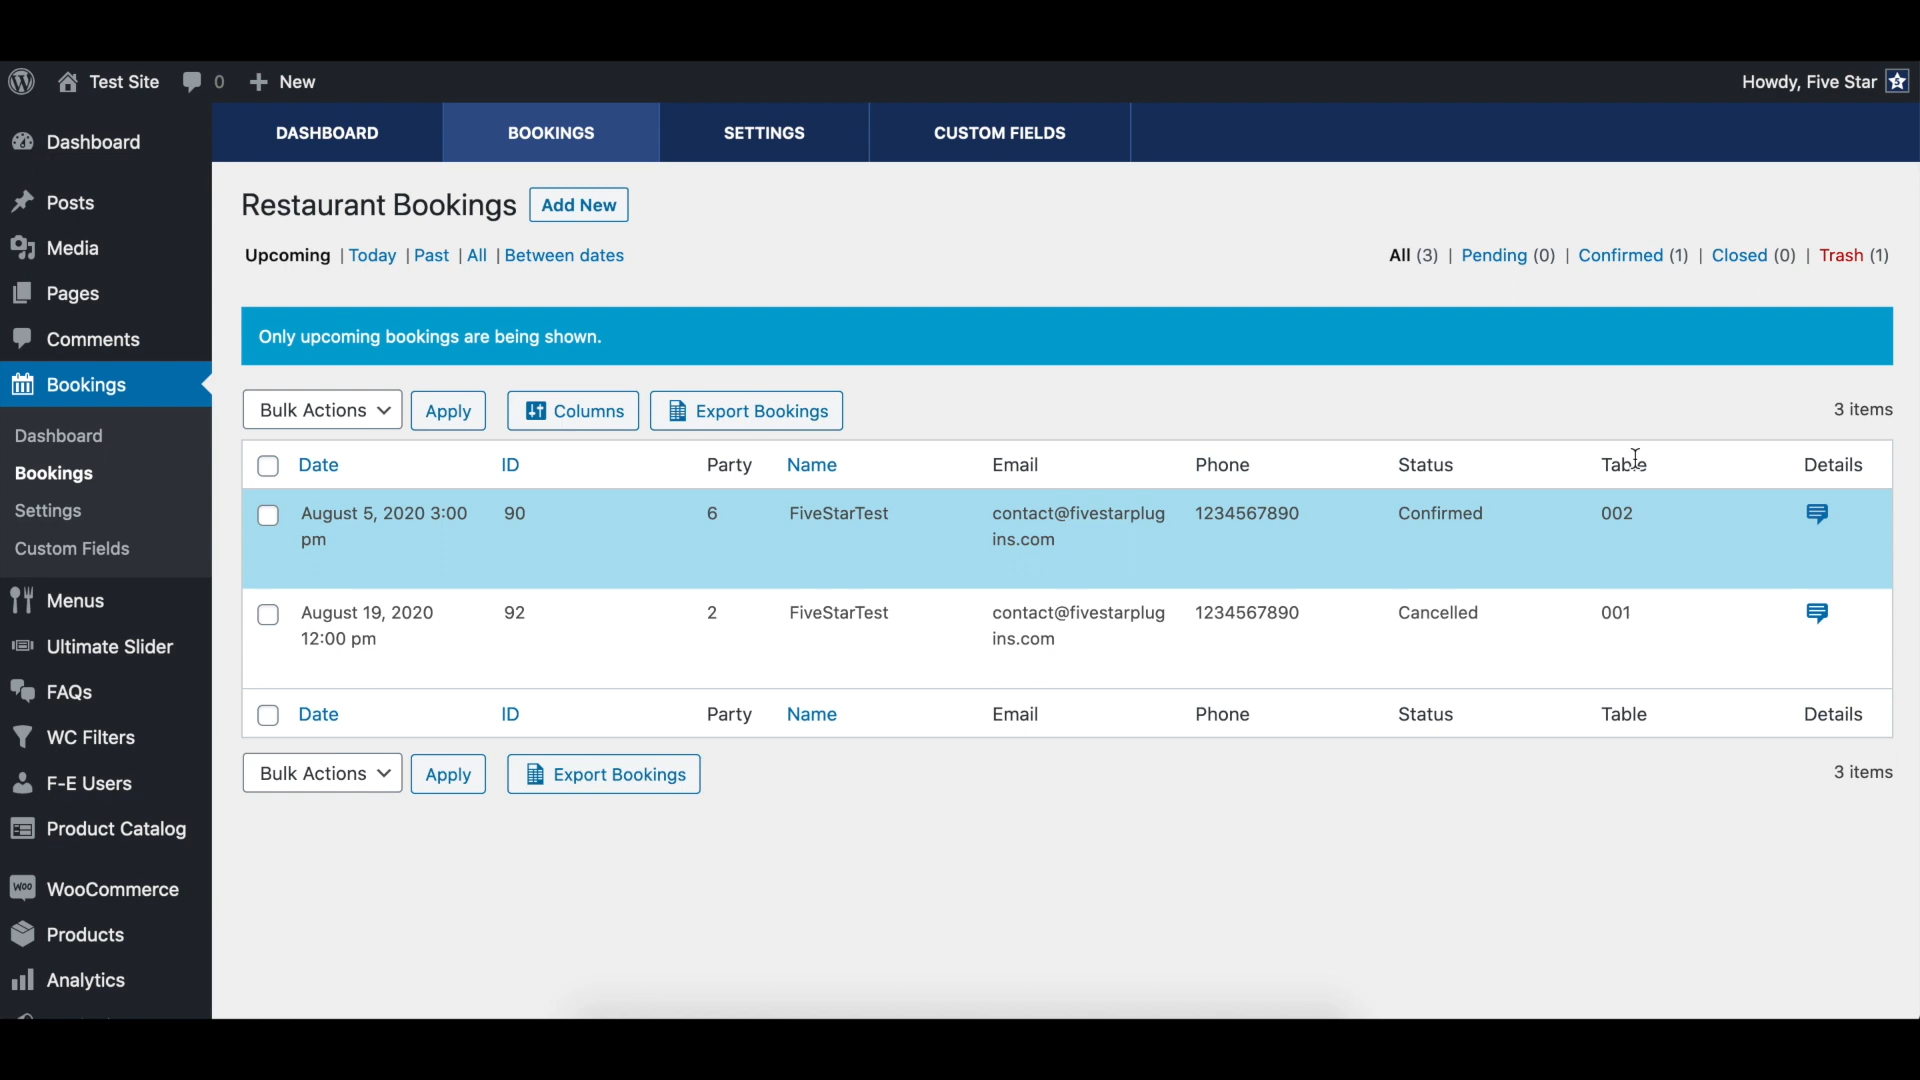 Test Site 0 New Howdy, Five Star
DASHBOARD BOOKINGS SETTINGS CUSTOM FIELDS
Dashboard
Posts
Media
Pages
Comments
Bookings
Dashboard
Bookings
Settings
Custom Fields
Menus
Ultimate Slider
FAQs
WC Filters
F-E Users
Product Catalog
WooCommerce
Products
Analytics
Restaurant Bookings Add New
Upcoming | Today | Past | All | Between dates All (3) | Pending (0) | Confirmed (1) | Closed (0) | Trash (1)
Only upcoming bookings are being shown.
Bulk Actions Apply Columns Export Bookings 3 items
Date ID Party Name Email Phone Status Table Details
August 5, 2020 3:00 90 6 FiveStarTest contact@fivestarplug 1234567890 Confirmed 002
pm ins.com
August 19, 2020 92 2 FiveStarTest contact@fivestarplug 1234567890 Cancelled 001
12:00 pm ins.com
Date ID Party Name Email Phone Status Table Details
Bulk Actions Apply Export Bookings 3 items